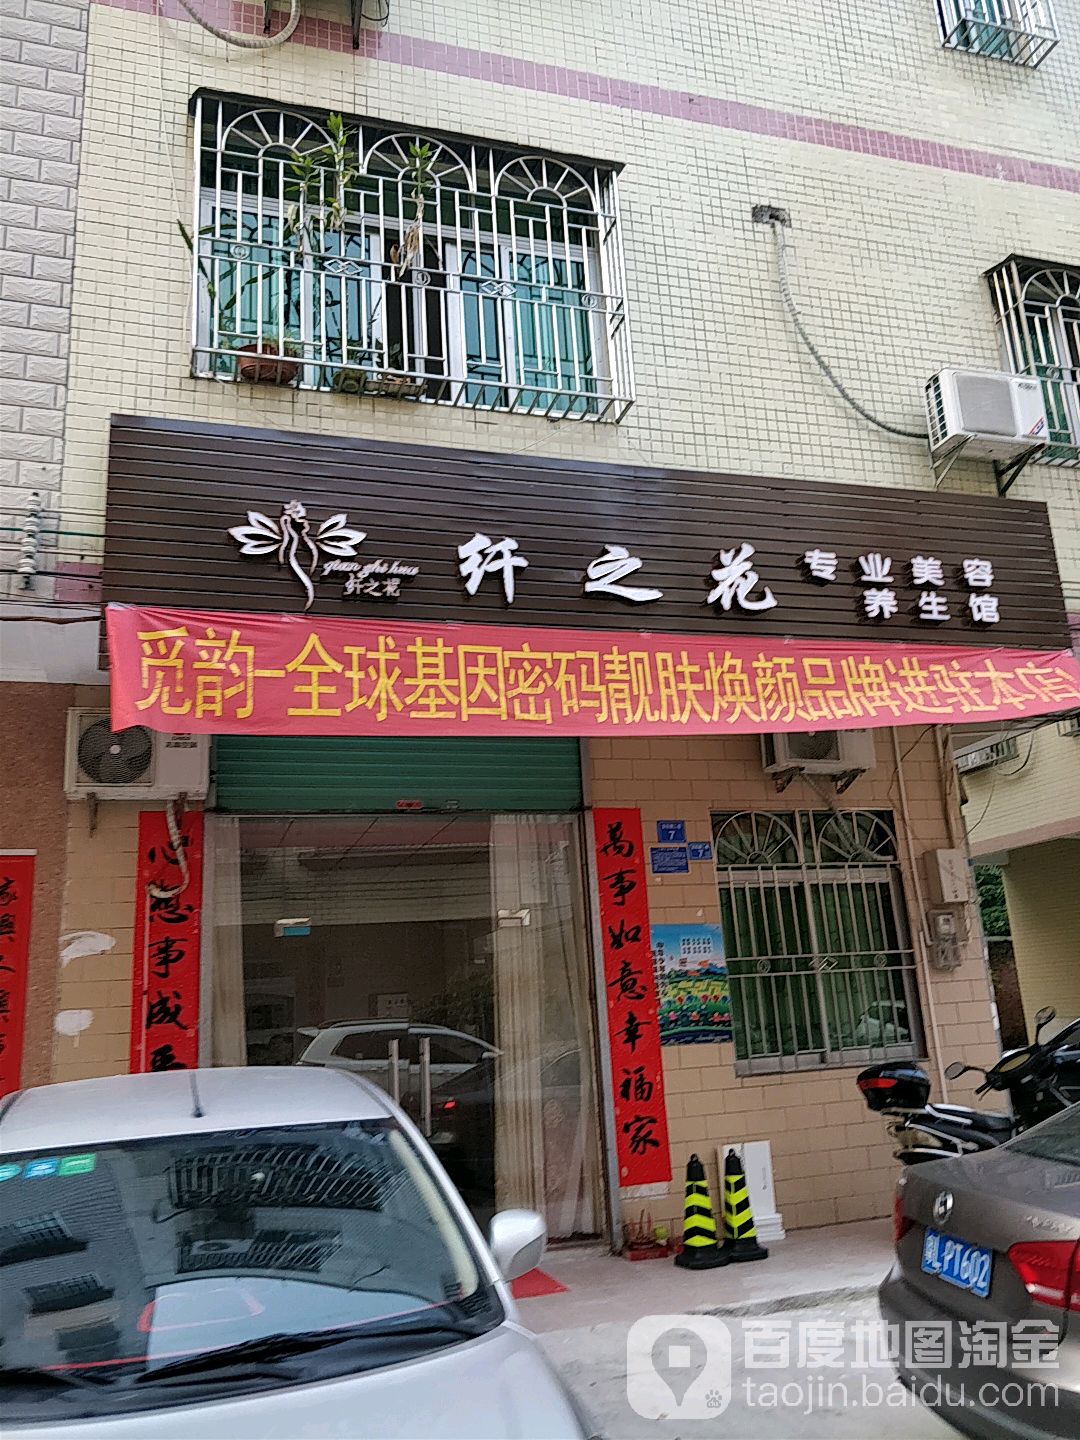 qian zhi hua
纤之花
纤之花
专业美容
养生馆
觅韵-全球基因密码靓肤焕颜品牌进驻本店
心想事成
萬事如意幸福家
7
7
L·PT602
百度地图淘金
taojin.baidu.com